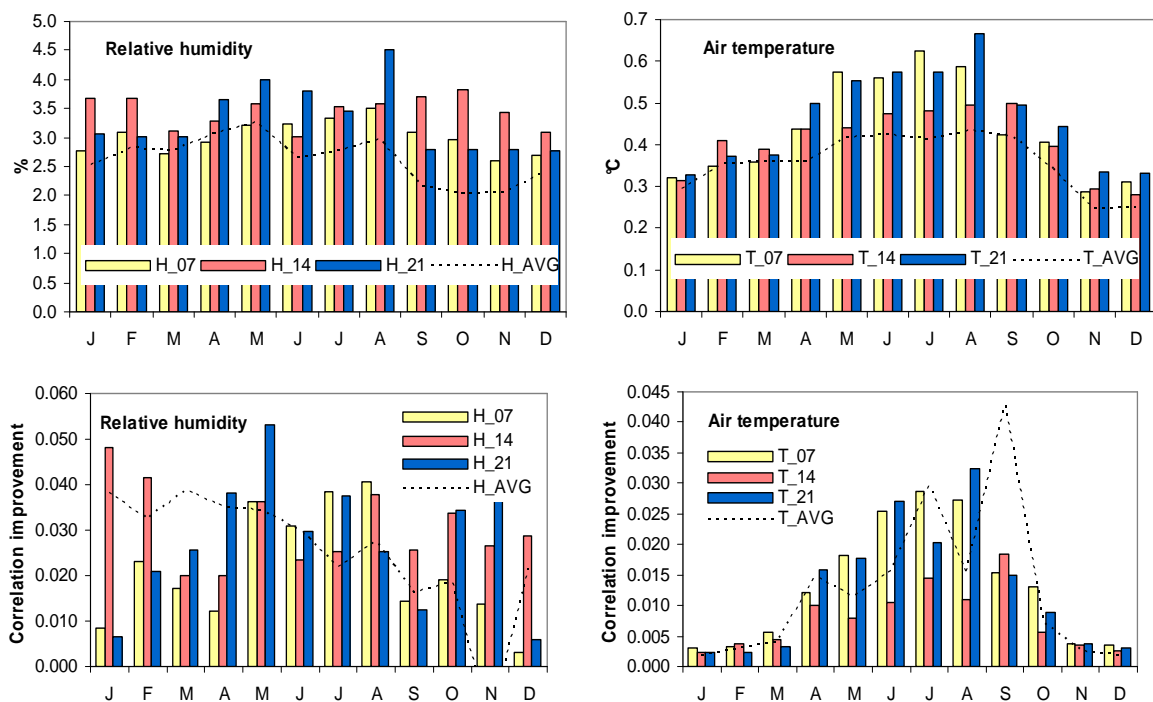 Relative humidity
%
5.0
4.5
4.0
3.5
3.0
2.5
2.0
1.5
1.0
0.5
0.0
H_07 H_14 H_21 H_AVG
J F M A M J J A S O N D
Air temperature
°C
0.7
0.6
0.5
0.4
0.3
0.2
0.1
0.0
T_07 T_14 T_21 T_AVG
J F M A M J J A S O N D
Relative humidity
Correlation improvement
0.060
0.050
0.040
0.030
0.020
0.010
0.000
H_07
H_14
H_21
H_AVG
J F M A M J J A S O N D
Air temperature
Correlation improvement
0.045
0.040
0.035
0.030
0.025
0.020
0.015
0.010
0.005
0.000
T_07
T_14
T_21
T_AVG
J F M A M J J A S O N D